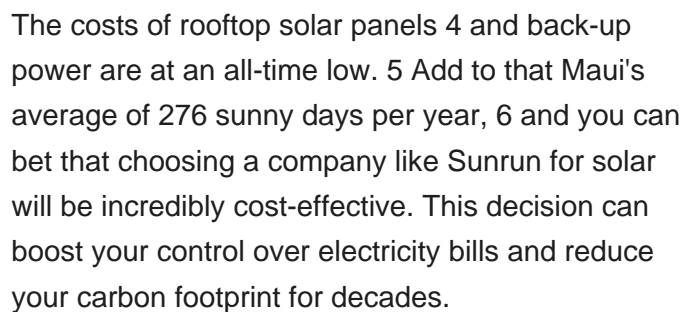 The costs of rooftop solar panels 4 and back-up
power are at an all-time low. 5 Add to that Maui's
average of 276 sunny days per year, 6 and you can
bet that choosing a company like Sunrun for solar
will be incredibly cost-effective. This decision can
boost your control over electricity bills and reduce
your carbon footprint for decades.